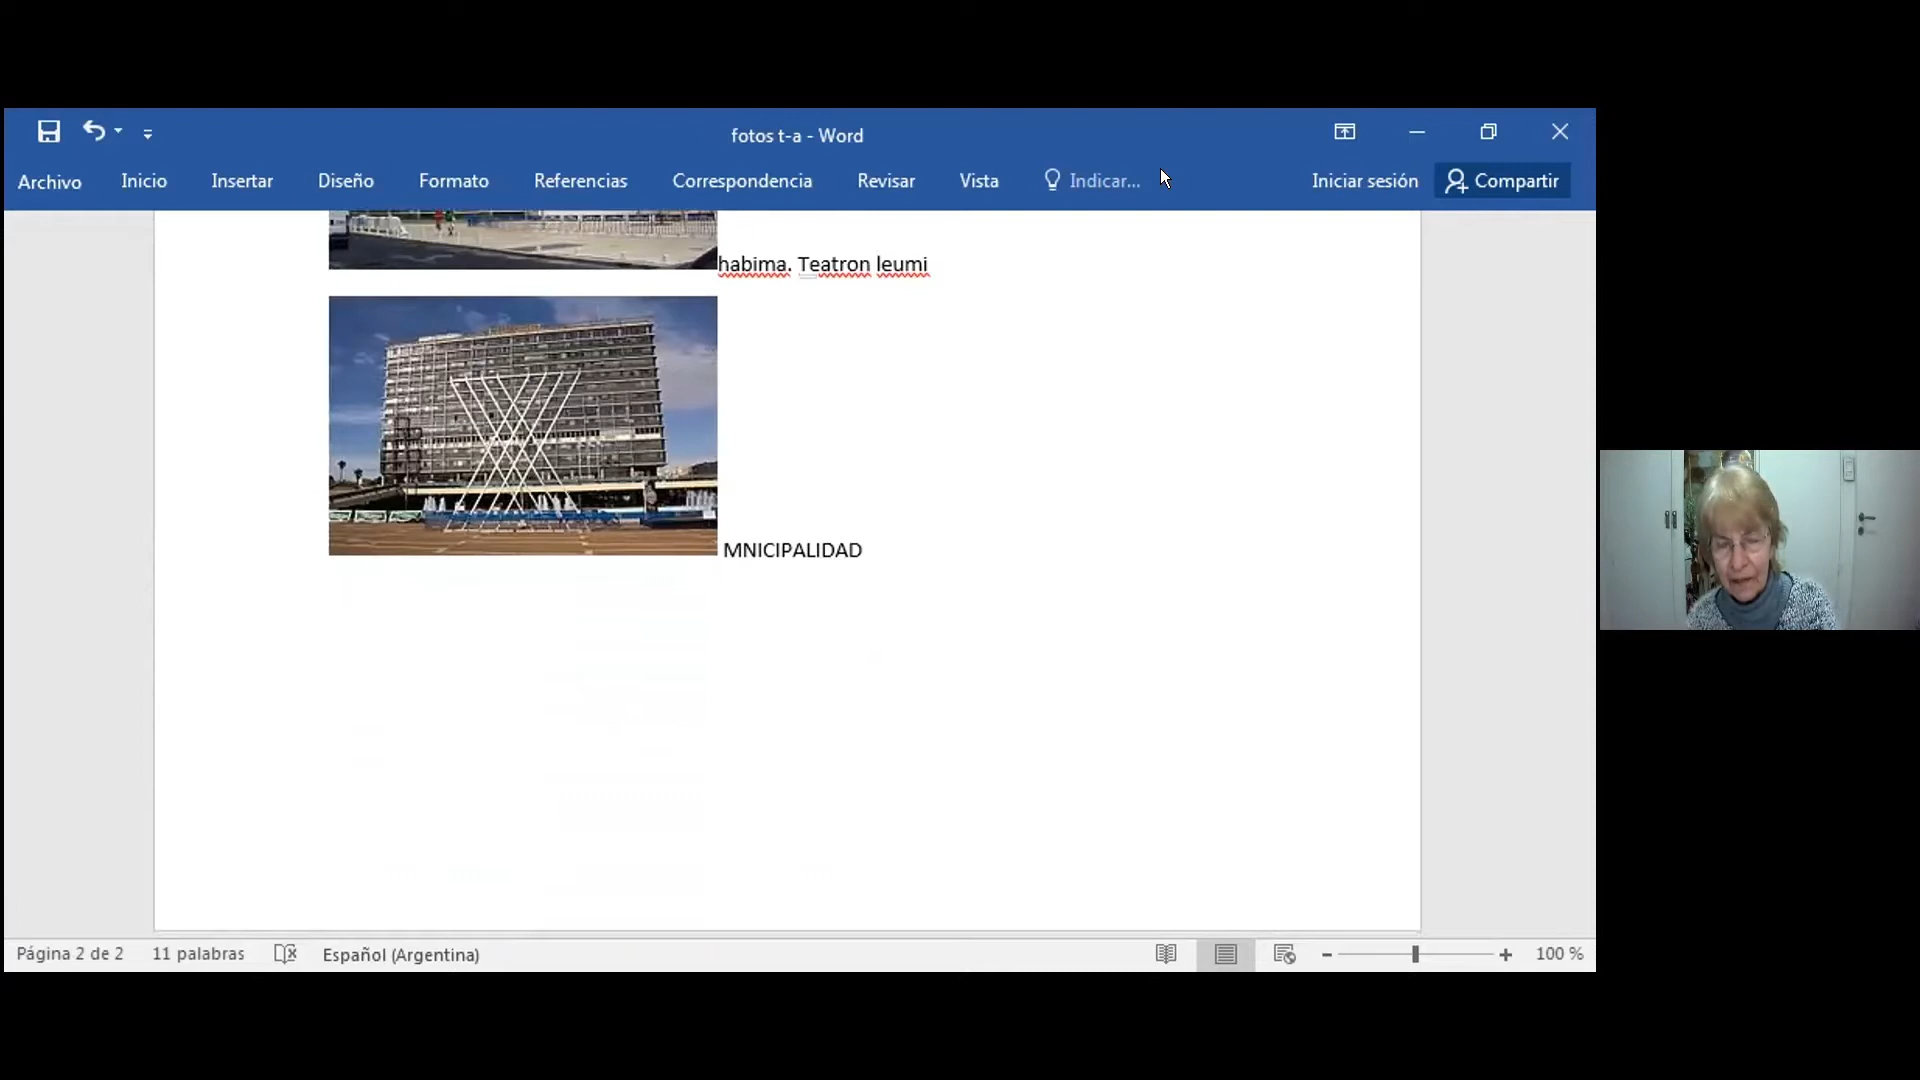 fotos t-a - Word
Archivo Inicio Insertar Diseño Formato Referencias Correspondencia Revisar Vista Indicar... Iniciar sesión Compartir
habima. Teatron leumi
MNICIPALIDAD
Página 2 de 2 11 palabras Español (Argentina) 100 %